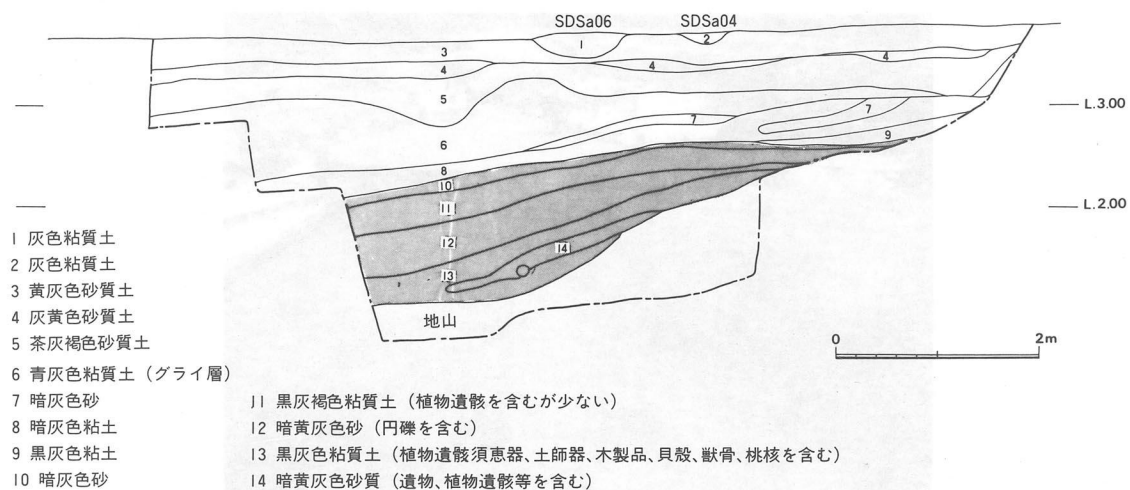 SDSa06 SDSa04
1 2
3
4 4 4
5
7
7
6
9
8
10
11
12
14
13
地山
L.3.00
L.2.00
0 2m
1 灰色粘質土
2 灰色粘質土
3 黄灰色砂質土
4 灰黄色砂質土
5 茶灰褐色砂質土
6 青灰色粘質土（グライ層）
7 暗灰色砂
8 暗灰色粘土
9 黒灰色粘土
10 暗灰色砂
11 黒灰褐色粘質土（植物遺骸を含むが少ない）
12 暗黄灰色砂（円礫を含む）
13 黒灰色粘質土（植物遺骸須恵器、土師器、木製品、貝殻、獣骨、桃核を含む）
14 暗黄灰色砂質（遺物、植物遺骸等を含む）